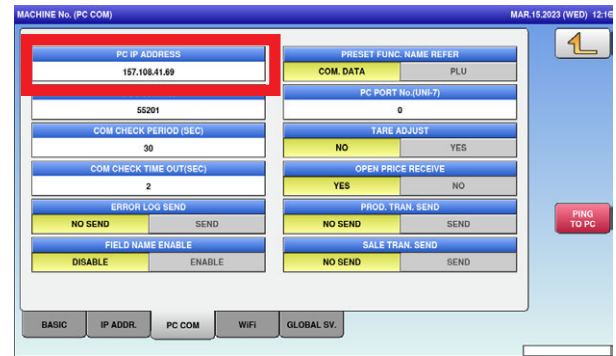 MACHINE No. (PC COM)
MAR.15.2023 (WED) 12:16
PC IP ADDRESS
157.108.41.69
55201
COM CHECK PERIOD (SEC)
30
COM CHECK TIME OUT(SEC)
2
ERROR LOG SEND
NO SEND SEND
FIELD NAME ENABLE
DISABLE ENABLE
PRESET FUNC. NAME REFER
COM. DATA PLU
PC PORT No.(UNI-7)
0
TARE ADJUST
NO YES
OPEN PRICE RECEIVE
YES NO
PROD. TRAN. SEND
NO SEND SEND
SALE TRAN. SEND
NO SEND SEND
PING
TO PC
BASIC IP ADDR. PC COM WiFi GLOBAL SV.